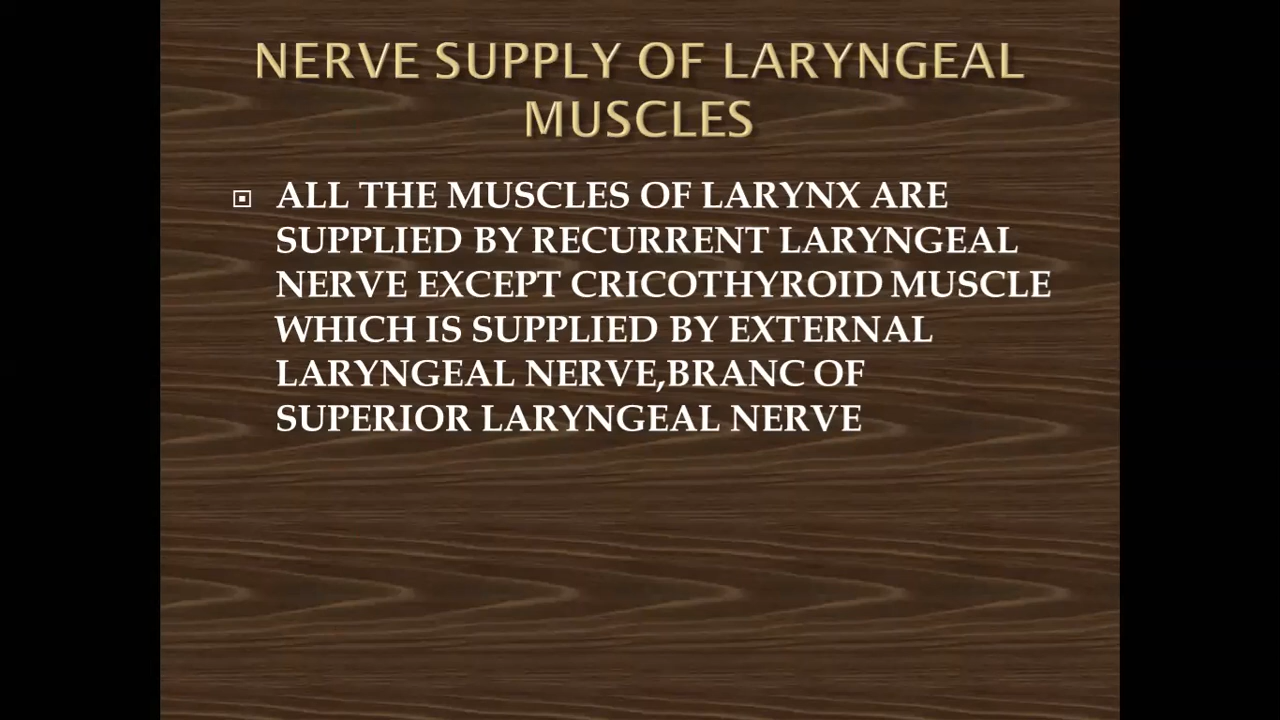 NERVE SUPPLY OF LARYNGEAL
MUSCLES
ALL THE MUSCLES OF LARYNX ARE
SUPPLIED BY RECURRENT LARYNGEAL
NERVE EXCEPT CRICOTHYROID MUSCLE
WHICH IS SUPPLIED BY EXTERNAL
LARYNGEAL NERVE,BRANC OF
SUPERIOR LARYNGEAL NERVE